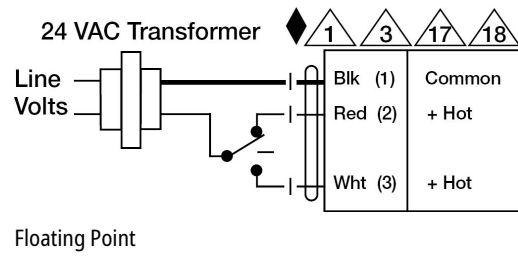 24 VAC Transformer
1 3 17 18
Line Volts
Blk (1) Common
Red (2) + Hot
Wht (3) + Hot
Floating Point